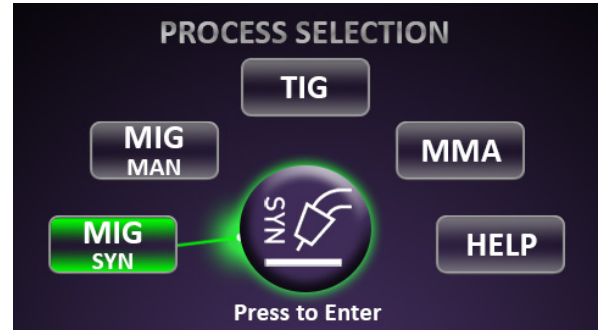 PROCESS SELECTION
TIG
MIG
MAN
MMA
MIG
SYN
SYN
HELP
Press to Enter